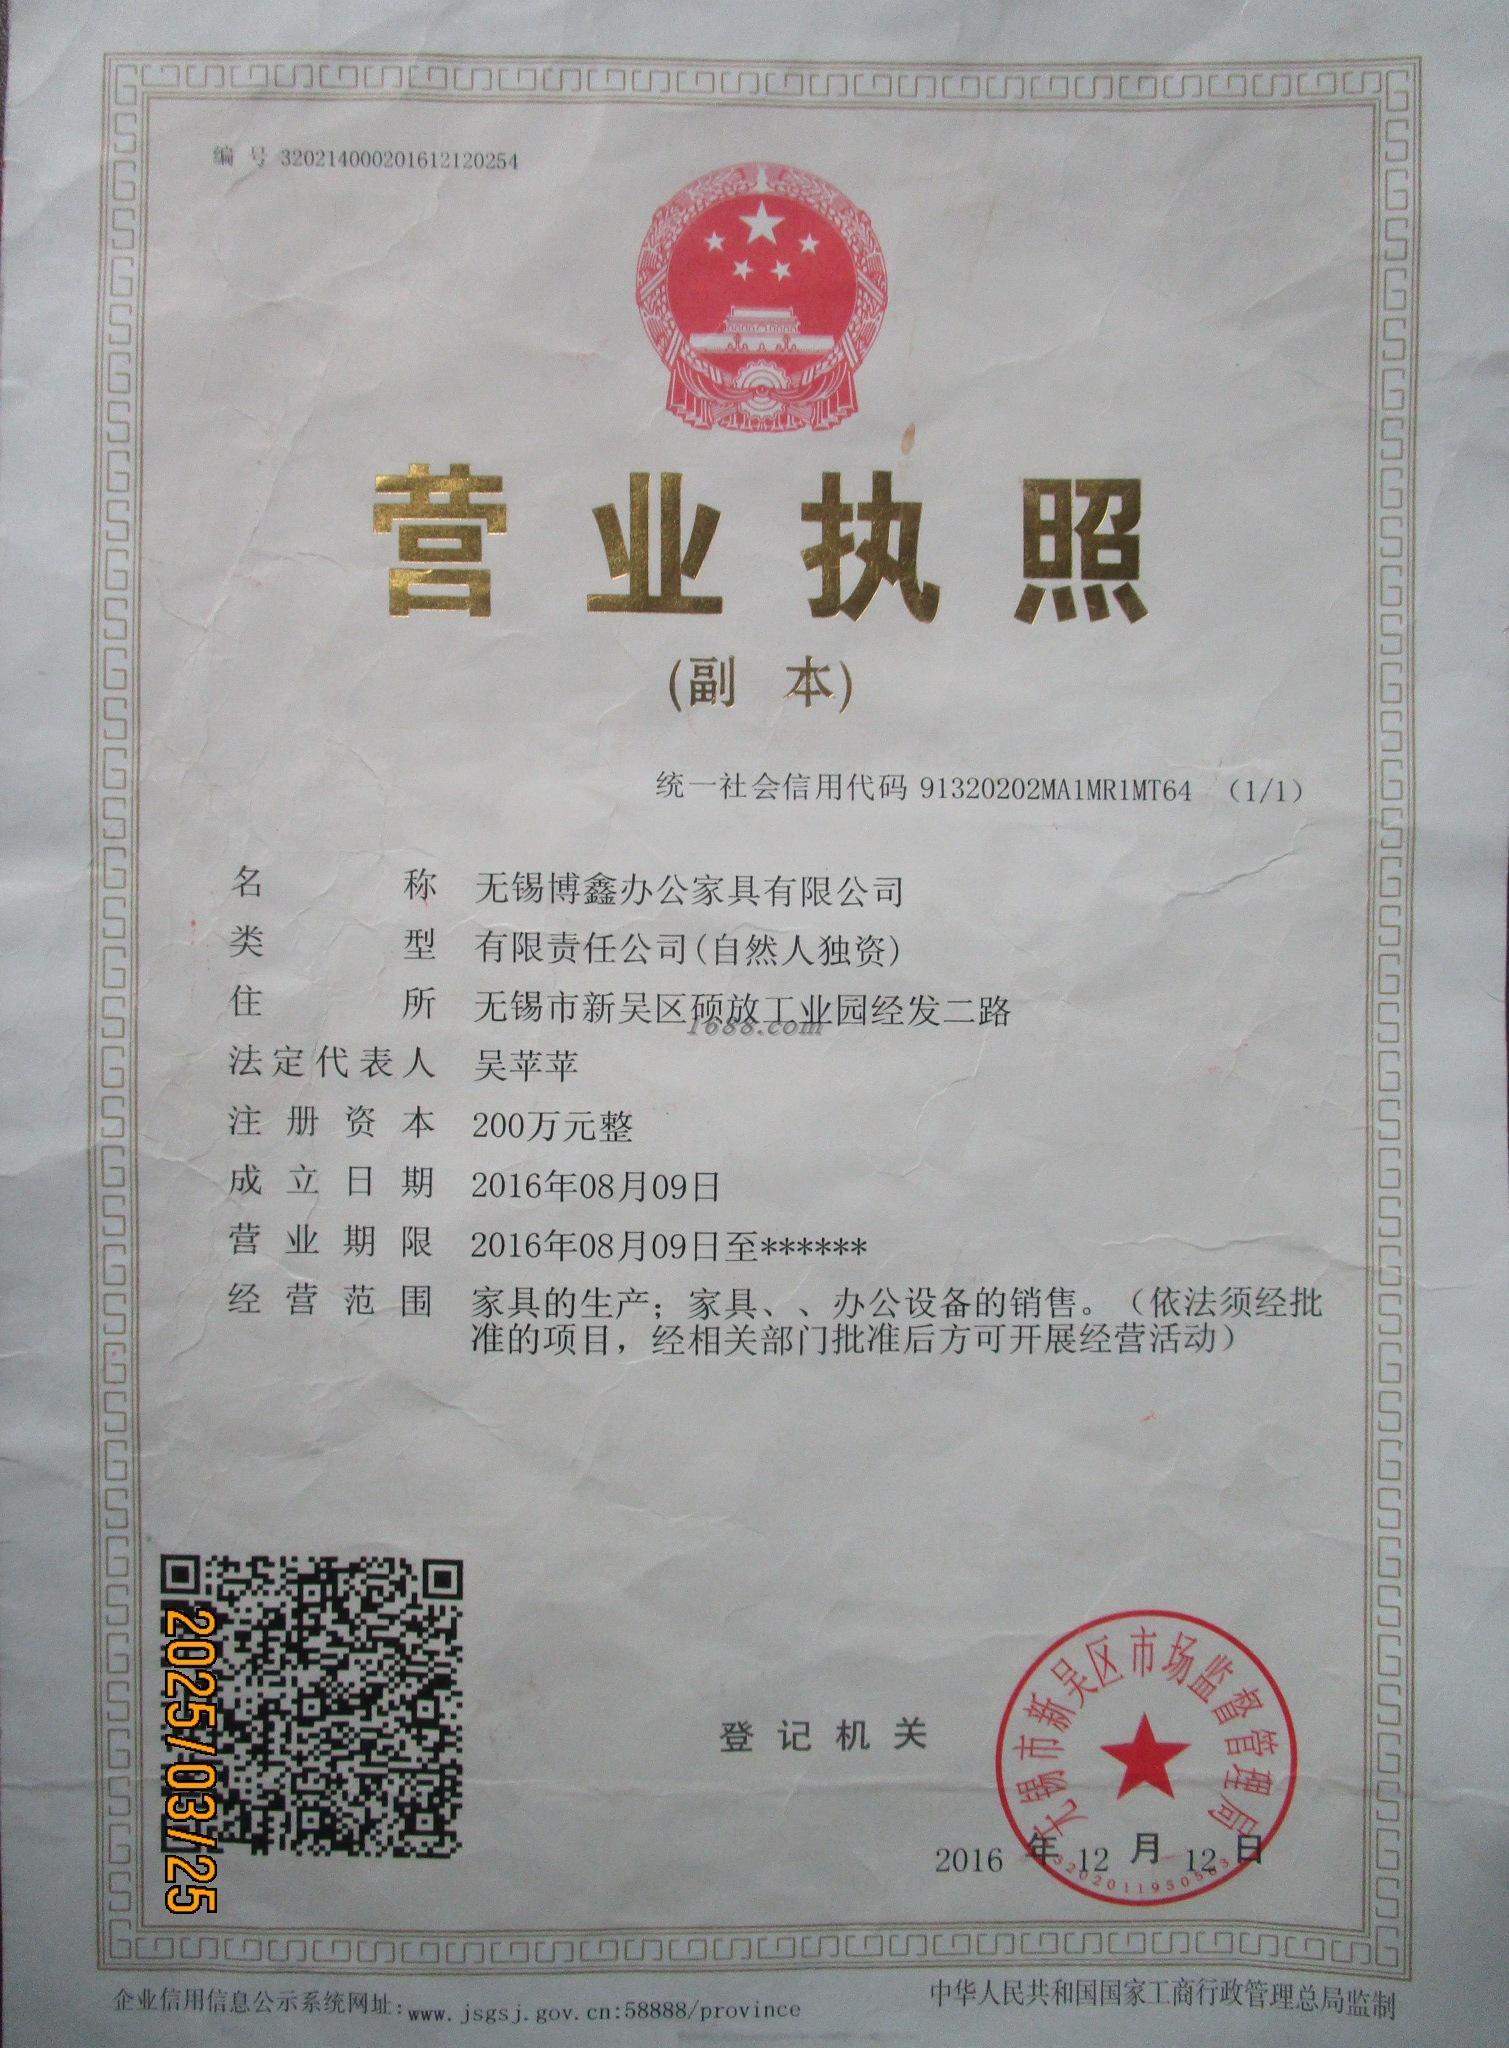 编 号 320214000201612120254
营业执照
(副 本)
统一社会信用代码 91320202MA1MR1MT64 （1/1）
名 称 无锡博鑫办公家具有限公司
类 型 有限责任公司(自然人独资)
住 所 无锡市新吴区硕放工业园经发二路
1688.com
法定代表人 吴苹苹
注 册 资 本 200万元整
成 立 日 期 2016年08月09日
营 业 期 限 2016年08月09日至******
经 营 范 围 家具的生产；家具、、办公设备的销售。（依法须经批
准的项目，经相关部门批准后方可开展经营活动）
2025/03/25
登 记 机 关
无锡市新吴区市场监督管理局
2016 年 12 月 12 日
企业信用信息公示系统网址:www.jsgsj.gov.cn:58888/province
中华人民共和国国家工商行政管理总局监制